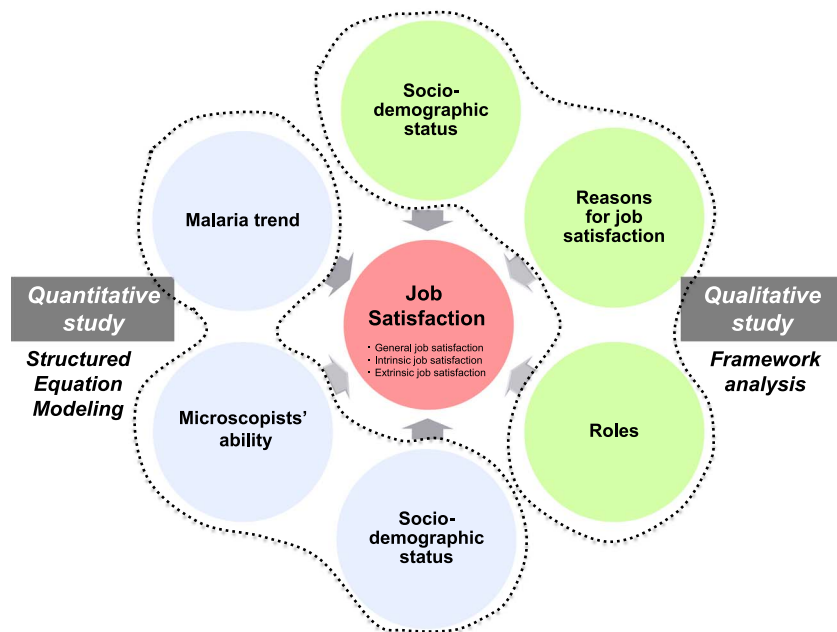 Socio-
demographic
status
Malaria trend
Reasons
for job
satisfaction
Quantitative
study
Structured
Equation
Modeling
Job
Satisfaction
• General job satisfaction
• Intrinsic job satisfaction
• Extrinsic job satisfaction
Qualitative
study
Framework
analysis
Microscopists’
ability
Roles
Socio-
demographic
status